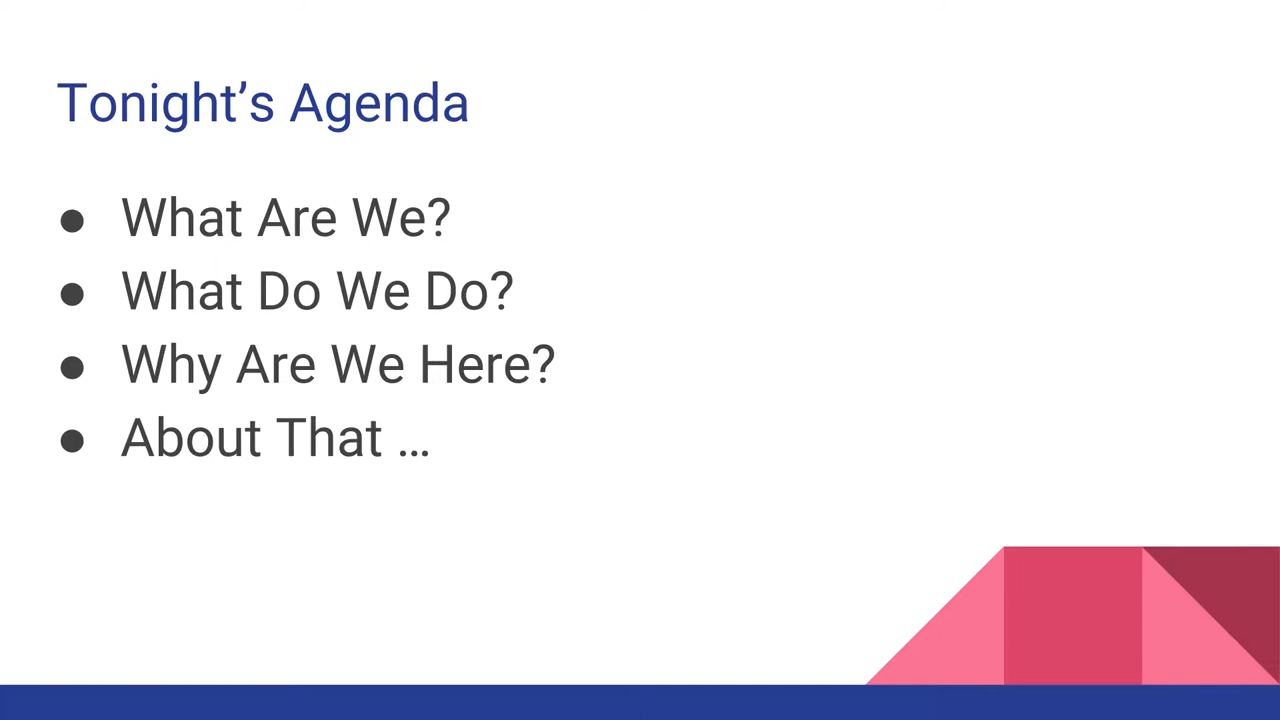 Tonight’s Agenda
● What Are We?
● What Do We Do?
● Why Are We Here?
● About That …